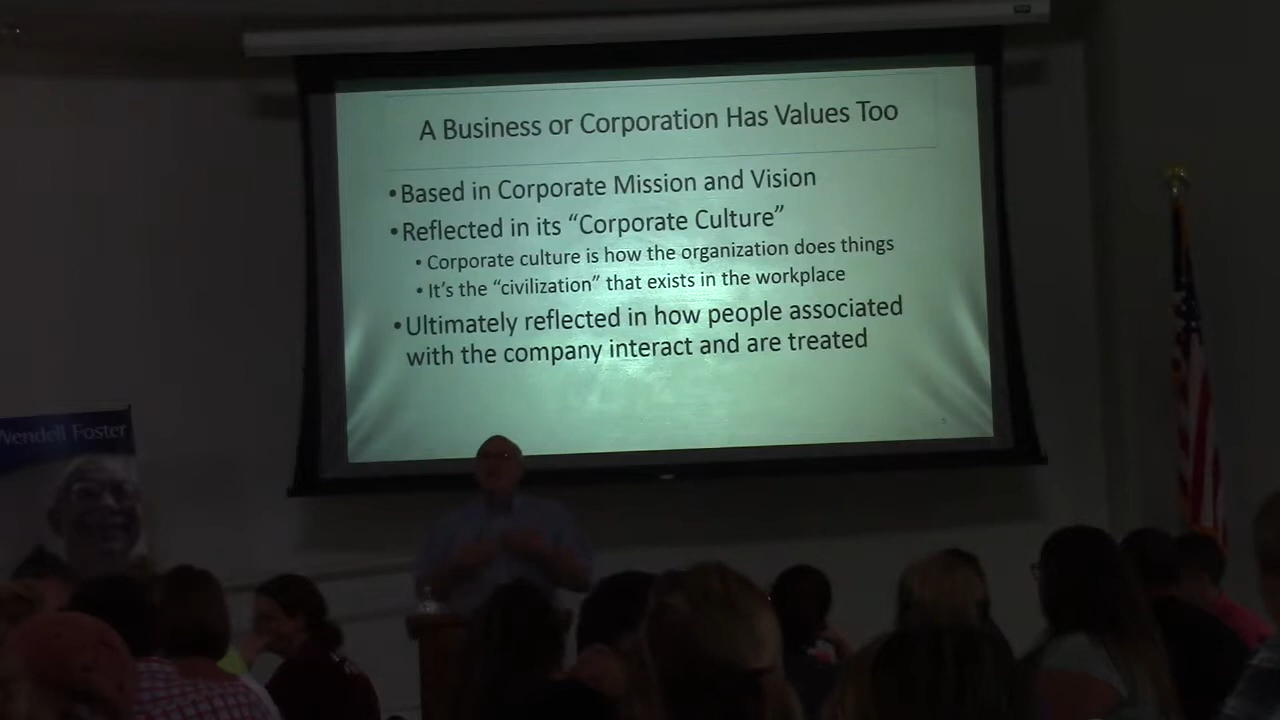 A Business or Corporation Has Values Too
• Based in Corporate Mission and Vision
• Reflected in its “Corporate Culture”
• Corporate culture is how the organization does things
• It’s the “civilization” that exists in the workplace
• Ultimately reflected in how people associated
with the company interact and are treated
Wendell Foster